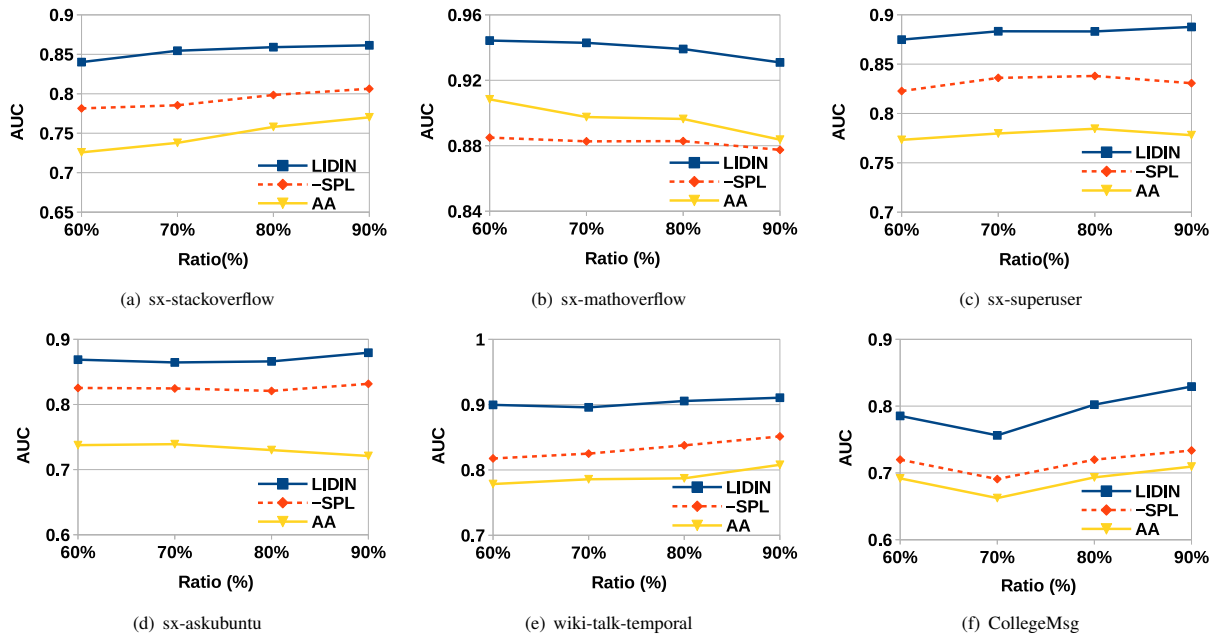 0.9
0.85
0.8
0.75
0.7
0.65
AUC
LIDIN
–SPL
AA
60% 70% 80% 90%
Ratio(%)
(a) sx-stackoverflow
0.96
0.92
0.88
0.84
AUC
LIDIN
–SPL
AA
60% 70% 80% 90%
Ratio (%)
(b) sx-mathoverflow
0.9
0.85
0.8
0.75
0.7
AUC
LIDIN
–SPL
AA
60% 70% 80% 90%
Ratio(%)
(c) sx-superuser
0.9
0.8
0.7
0.6
AUC
LIDIN
–SPL
AA
60% 70% 80% 90%
Ratio (%)
(d) sx-askubuntu
1
0.9
0.8
0.7
AUC
LIDIN
–SPL
AA
60% 70% 80% 90%
Ratio (%)
(e) wiki-talk-temporal
0.9
0.8
0.7
0.6
AUC
LIDIN
–SPL
AA
60% 70% 80% 90%
Ratio (%)
(f) CollegeMsg